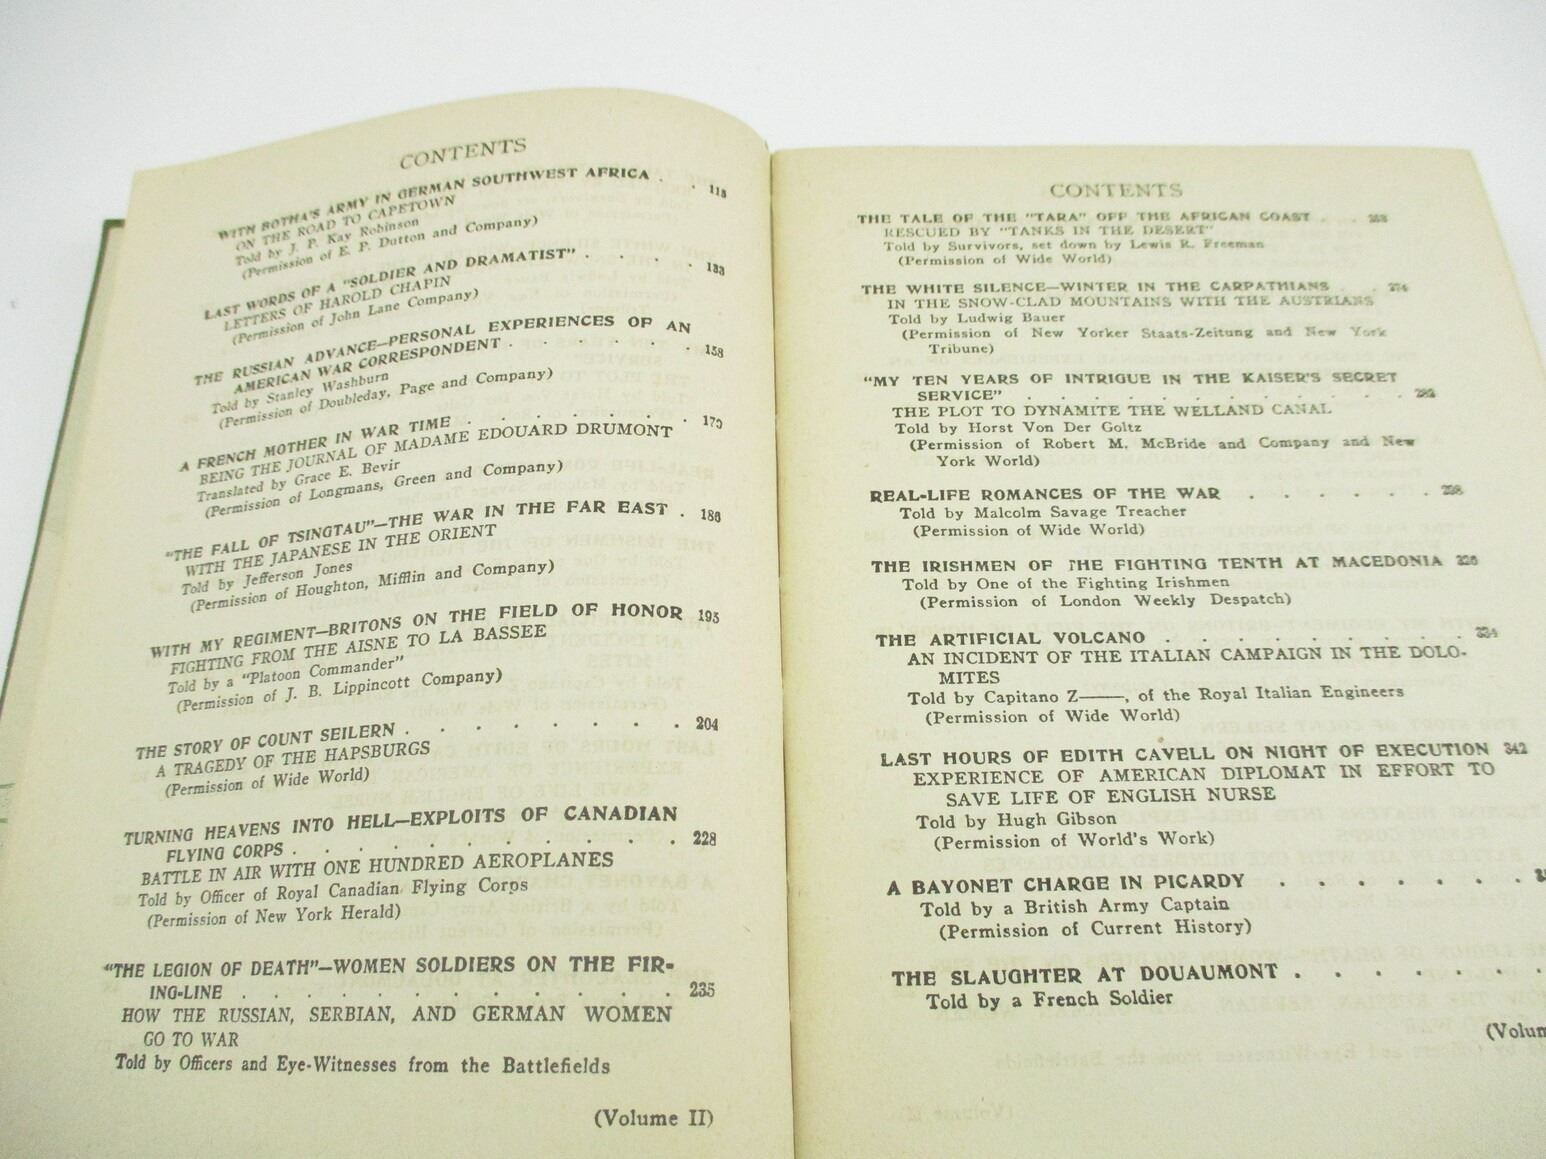 CONTENTS
WITH BOTHA'S ARMY IN GERMAN SOUTHWEST AFRICA . .
ON THE ROAD TO CAPETOWN
Told by J. P. Kay Robinson
(Permission of E. P. Dutton and Company)
LAST WORDS OF A "SOLDIER AND DRAMATIST" . . . . 133
LETTERS OF HAROLD CHAPIN
(Permission of John Lane Company)
THE RUSSIAN ADVANCE—PERSONAL EXPERIENCES OF AN
AMERICAN WAR CORRESPONDENT . . . . . . 158
Told by Stanley Washburn
(Permission of Doubleday, Page and Company)
A FRENCH MOTHER IN WAR TIME . . . . . . . . 170
BEING THE JOURNAL OF MADAME EDOUARD DRUMONT
Translated by Grace E. Bevir
(Permission of Longmans, Green and Company)
"THE FALL OF TSINGTAU"—THE WAR IN THE FAR EAST . 186
WITH THE JAPANESE IN THE ORIENT
Told by Jefferson Jones
(Permission of Houghton, Mifflin and Company)
WITH MY REGIMENT—BRITONS ON THE FIELD OF HONOR 195
FIGHTING FROM THE AISNE TO LA BASSEE
Told by a "Platoon Commander"
(Permission of J. B. Lippincott Company)
THE STORY OF COUNT SEILERN . . . . . . . . 204
A TRAGEDY OF THE HAPSBURGS
(Permission of Wide World)
TURNING HEAVENS INTO HELL—EXPLOITS OF CANADIAN
FLYING CORPS . . . . . . . . . . 228
BATTLE IN AIR WITH ONE HUNDRED AEROPLANES
Told by Officer of Royal Canadian Flying Corps
(Permission of New York Herald)
"THE LEGION OF DEATH"—WOMEN SOLDIERS ON THE FIR-
ING-LINE . . . . . . . . . . . 235
HOW THE RUSSIAN, SERBIAN, AND GERMAN WOMEN
GO TO WAR
Told by Officers and Eye-Witnesses from the Battlefields
(Volume II)
CONTENTS
THE TALE OF THE "TARA" OFF THE AFRICAN COAST . .
RESCUED BY "TANKS IN THE DESERT"
Told by Survivors, set down by Lewis R. Freeman
(Permission of Wide World)
THE WHITE SILENCE—WINTER IN THE CARPATHIANS . .
IN THE SNOW-CLAD MOUNTAINS WITH THE AUSTRIANS
Told by Ludwig Bauer
(Permission of New Yorker Staats-Zeitung and New York
Tribune)
"MY TEN YEARS OF INTRIGUE IN THE KAISER'S SECRET
SERVICE" . . . . . . . . . . . . . .
THE PLOT TO DYNAMITE THE WELLAND CANAL
Told by Horst Von Der Goltz
(Permission of Robert M. McBride and Company and New
York World)
REAL-LIFE ROMANCES OF THE WAR . . . . . .
Told by Malcolm Savage Treacher
(Permission of Wide World)
THE IRISHMEN OF THE FIGHTING TENTH AT MACEDONIA
Told by One of the Fighting Irishmen
(Permission of London Weekly Despatch)
THE ARTIFICIAL VOLCANO . . . . . . . . . 334
AN INCIDENT OF THE ITALIAN CAMPAIGN IN THE DOLO-
MITES
Told by Capitano Z——, of the Royal Italian Engineers
(Permission of Wide World)
LAST HOURS OF EDITH CAVELL ON NIGHT OF EXECUTION 342
EXPERIENCE OF AMERICAN DIPLOMAT IN EFFORT TO
SAVE LIFE OF ENGLISH NURSE
Told by Hugh Gibson
(Permission of World's Work)
A BAYONET CHARGE IN PICARDY . . . . . . .
Told by a British Army Captain
(Permission of Current History)
THE SLAUGHTER AT DOUAUMONT . . . . . . .
Told by a French Soldier